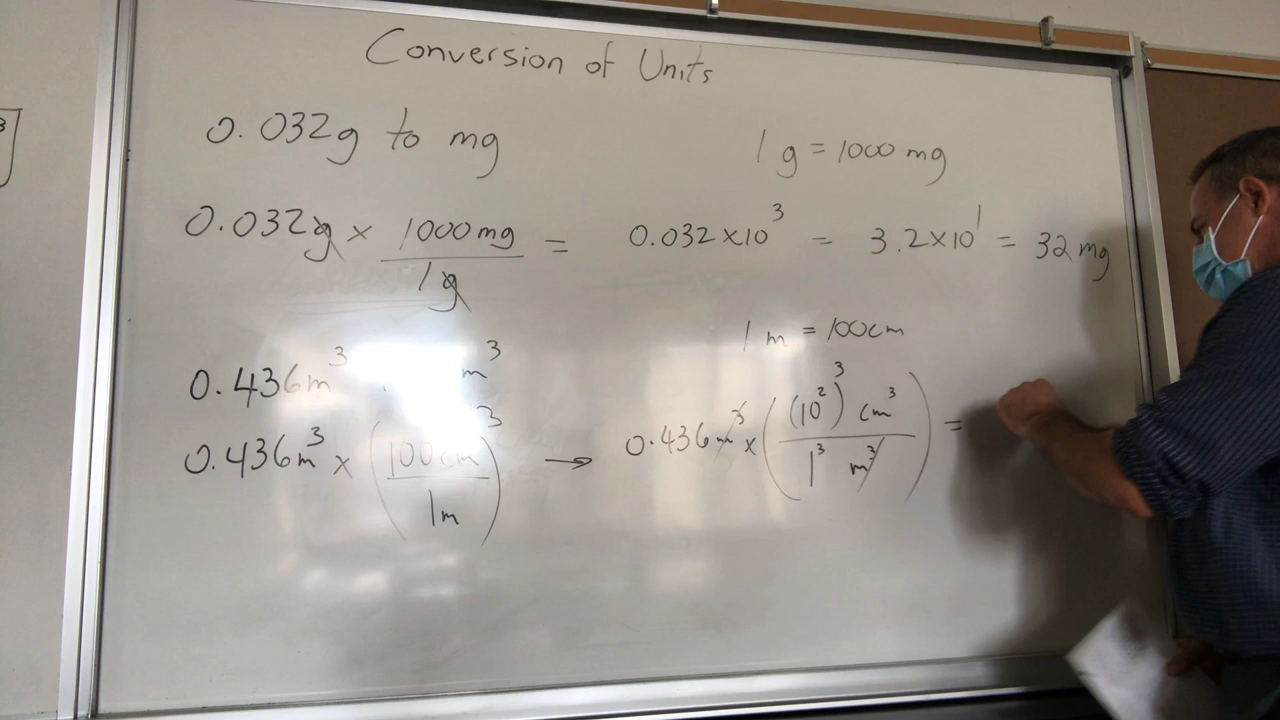 Conversion of Units
0.032g to mg
1 g = 1000 mg
0.032g × 1000mg / 1g = 0.032 ×10³ = 3.2×10¹ = 32 mg
1 m = 100cm
0.436m³ m³
0.436m³ × (100cm / 1m)³ → 0.436m³ × ((10²)³ cm³ / 1³ m³) =